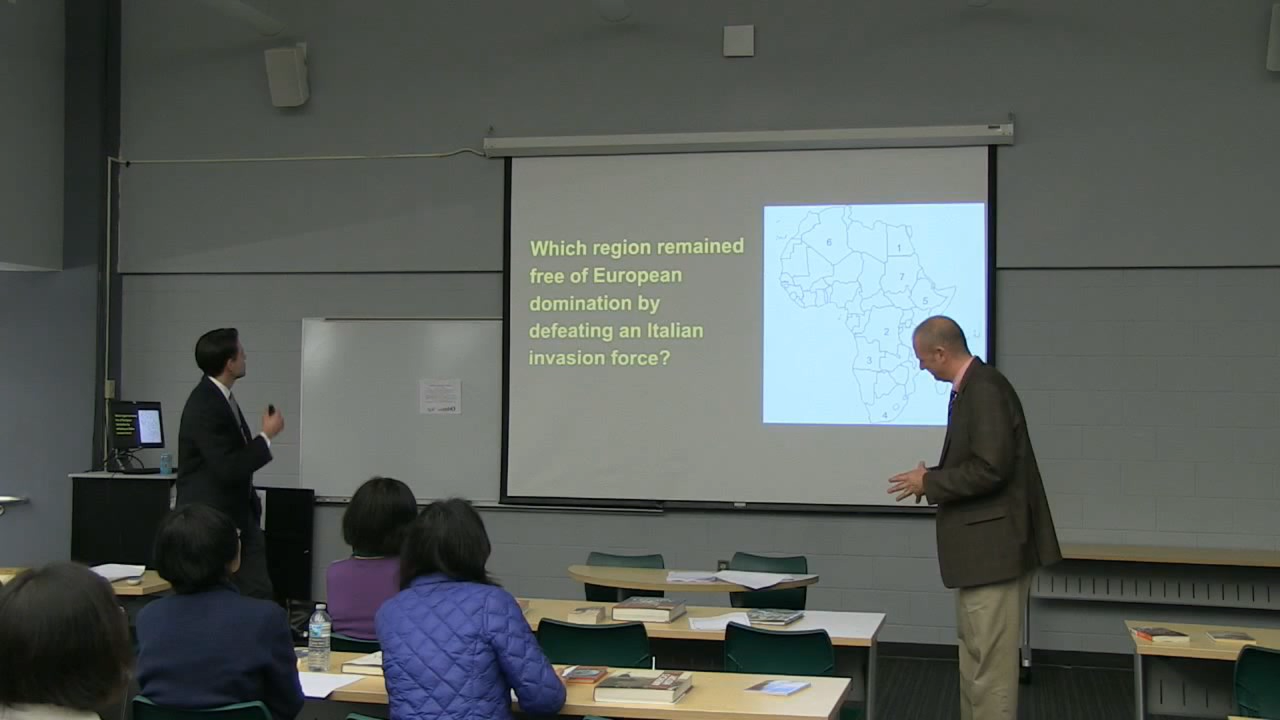 Which region remained
free of European
domination by
defeating an Italian
invasion force?
6
1
7
5
2
3
4